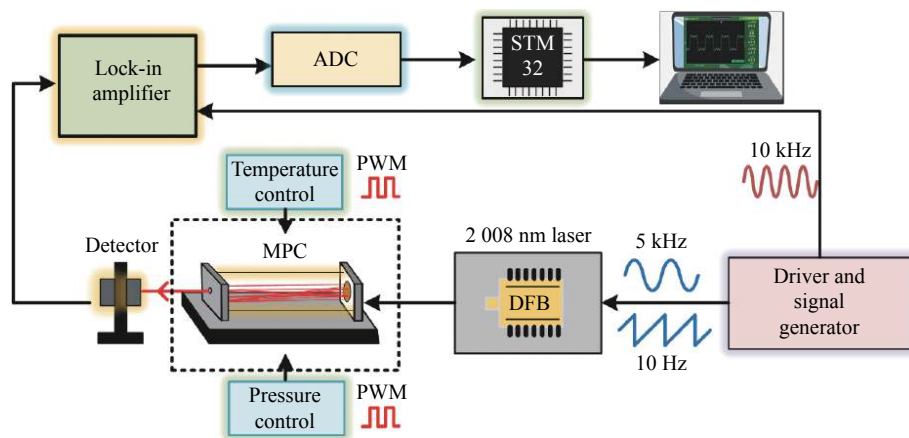 Lock-in
amplifier
ADC
STM
32
10 kHz
Temperature
control
PWM
Detector
MPC
2 008 nm laser
DFB
5 kHz
10 Hz
Driver and
signal
generator
Pressure
control
PWM